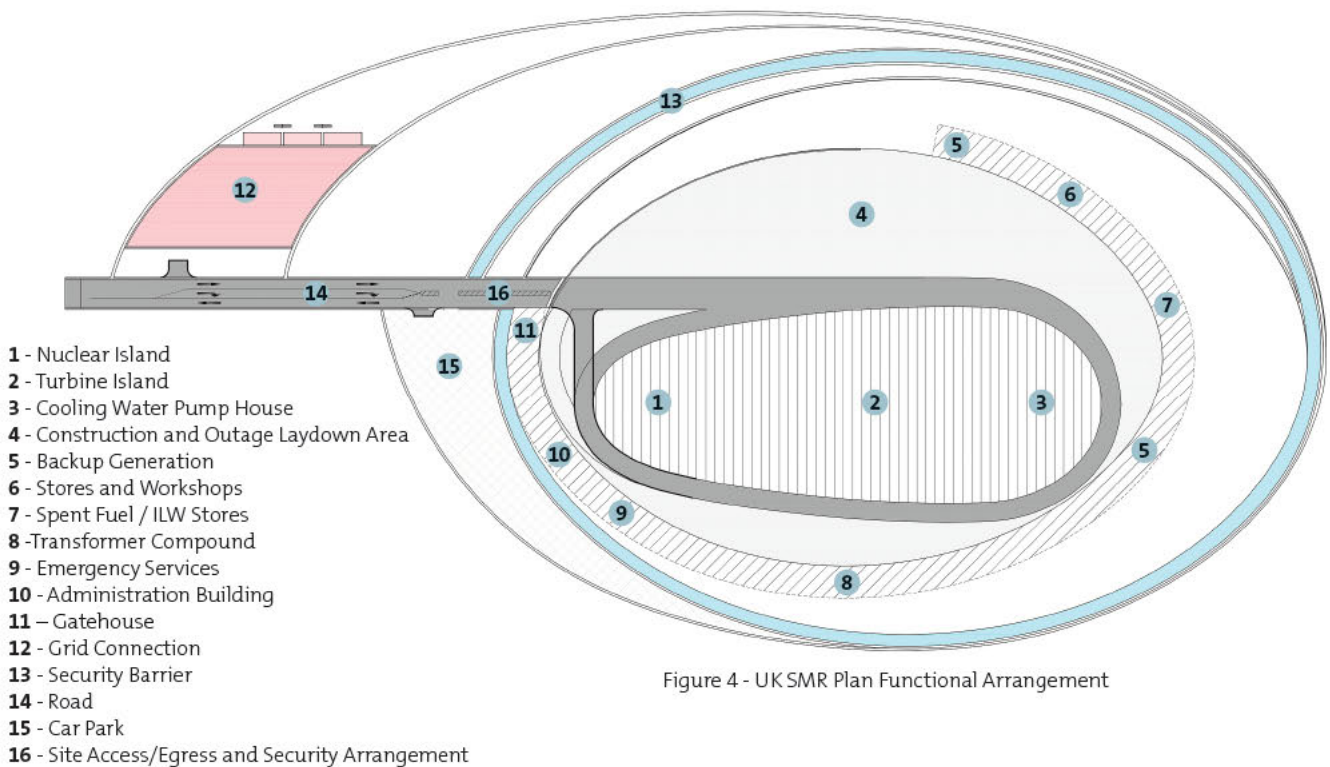 13
5
12
6
4
14
16
7
11
15
1
2
3
5
10
9
8
1 - Nuclear Island
2 - Turbine Island
3 - Cooling Water Pump House
4 - Construction and Outage Laydown Area
5 - Backup Generation
6 - Stores and Workshops
7 - Spent Fuel / ILW Stores
8 -Transformer Compound
9 - Emergency Services
10 - Administration Building
11 – Gatehouse
12 - Grid Connection
13 - Security Barrier
14 - Road
15 - Car Park
16 - Site Access/Egress and Security Arrangement
Figure 4 - UK SMR Plan Functional Arrangement